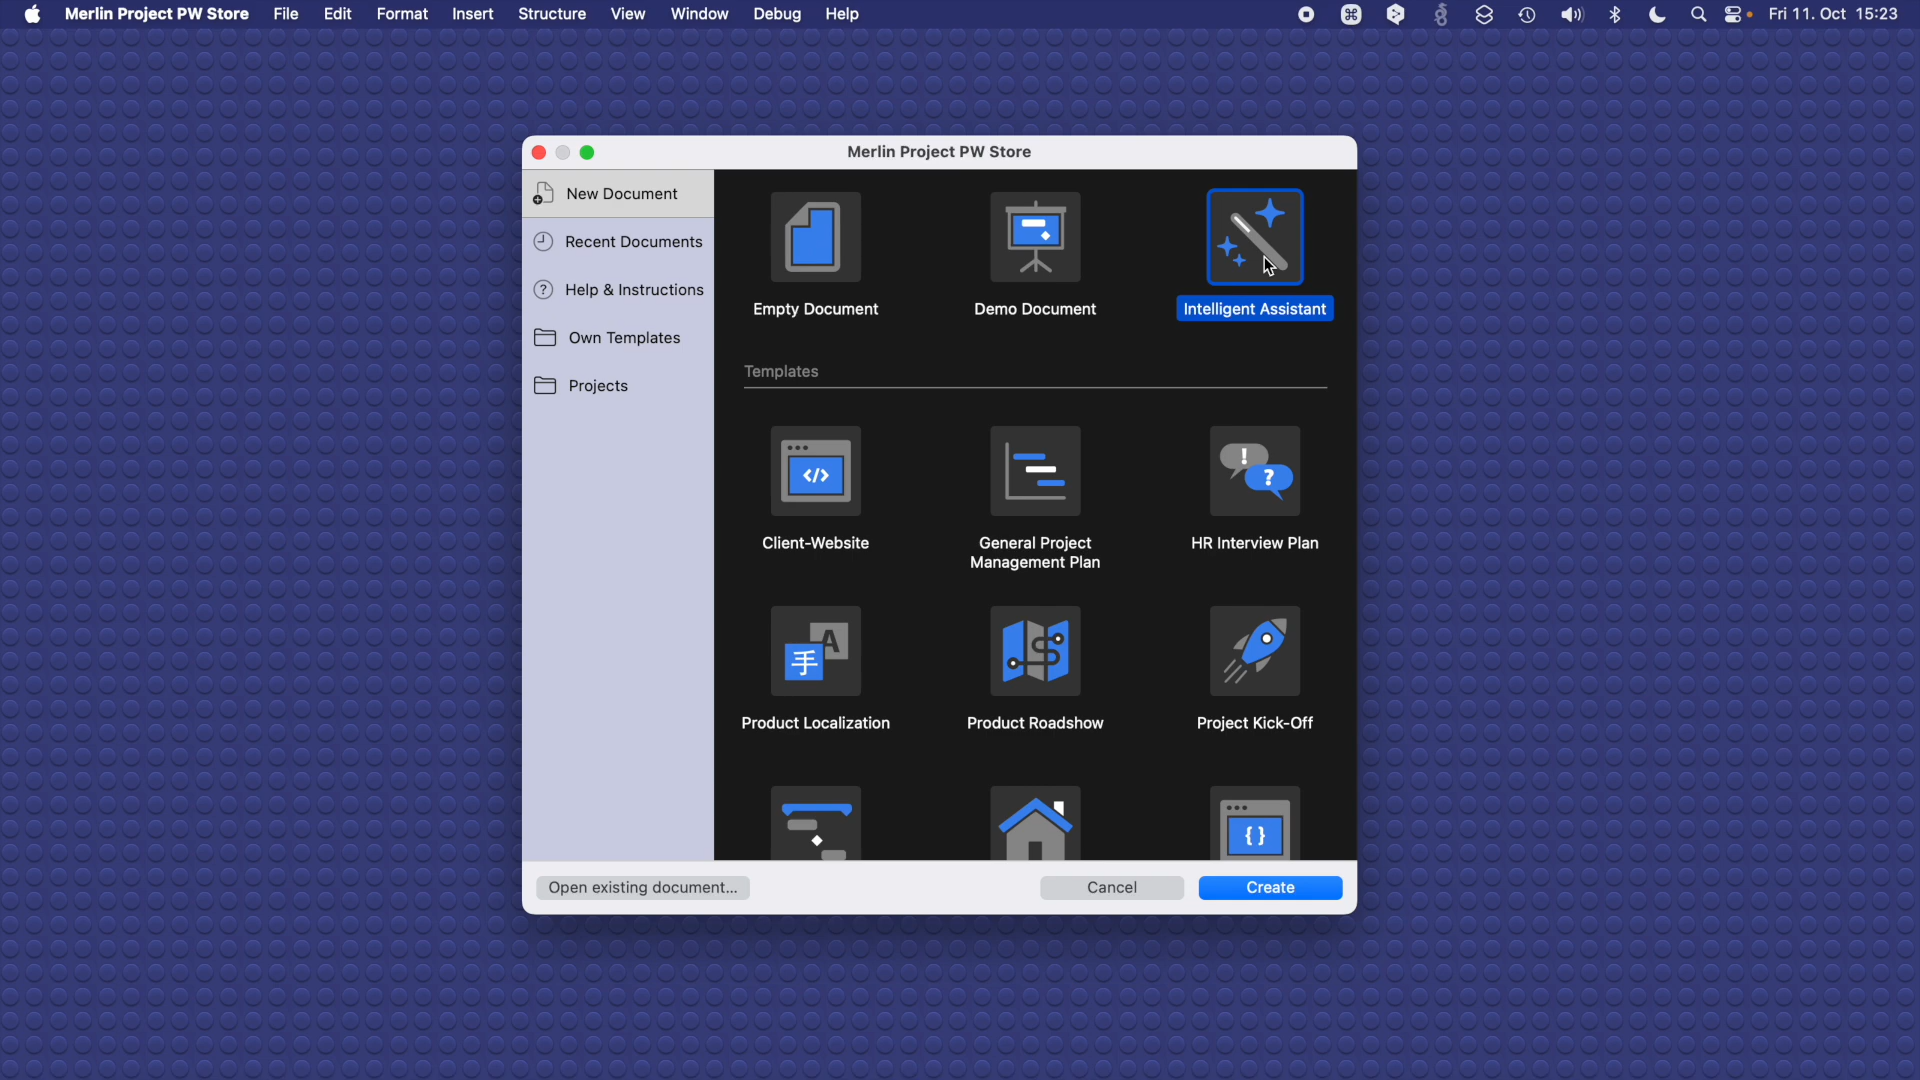 Merlin Project PW Store File Edit Format Insert Structure View Window Debug Help Fri 11. Oct 15:23
Merlin Project PW Store
New Document
Recent Documents
? Help & Instructions
Own Templates
Projects
Empty Document
Demo Document
Intelligent Assistant
Templates
</>
! ?
Client-Website
General Project
Management Plan
HR Interview Plan
A
手
Product Localization
Product Roadshow
Project Kick-Off
{}
Open existing document...
Cancel
Create